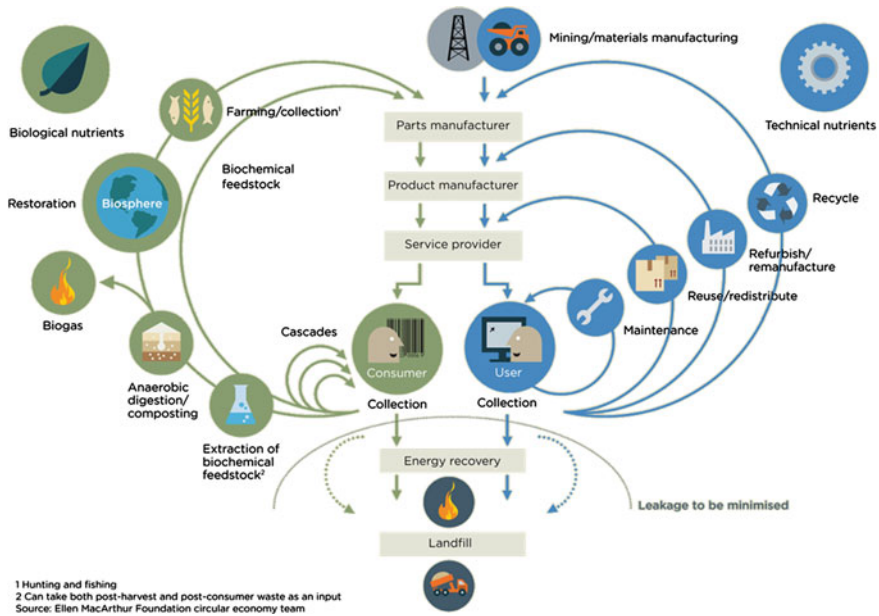 Mining/materials manufacturing
Biological nutrients
Farming/collection¹
Technical nutrients
Parts manufacturer
Biochemical
feedstock
Product manufacturer
Restoration
Biosphere
Recycle
Service provider
Refurbish/
remanufacture
Reuse/redistribute
Biogas
Cascades
Maintenance
Consumer
User
Anaerobic
digestion/
composting
Collection
Collection
Extraction of
biochemical
feedstock²
Energy recovery
Leakage to be minimised
Landfill
1 Hunting and fishing
2 Can take both post-harvest and post-consumer waste as an input
Source: Ellen MacArthur Foundation circular economy team